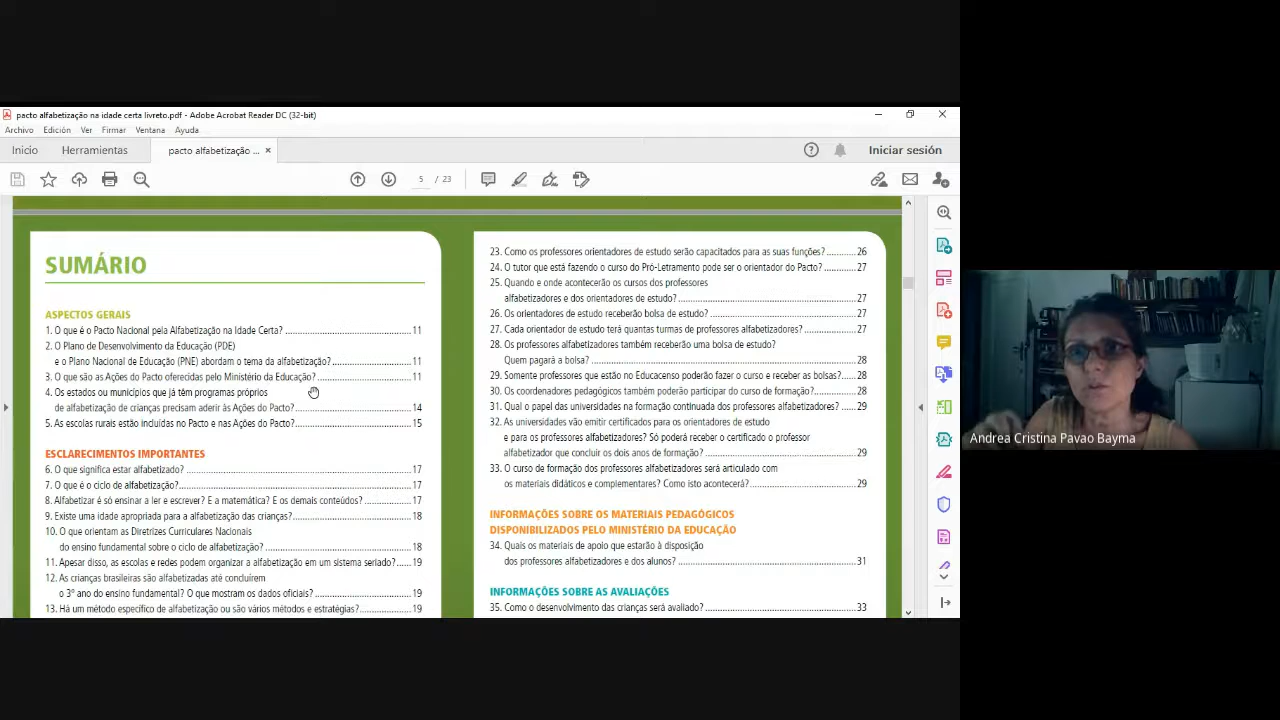 pacto alfabetização na idade certa livreto.pdf - Adobe Acrobat Reader DC (32-bit)
Archivo Edición Ver Firmar Ventana Ayuda
Inicio Herramientas pacto alfabetização ... Iniciar sesión
5 / 23
SUMÁRIO
ASPECTOS GERAIS
1. O que é o Pacto Nacional pela Alfabetização na Idade Certa? 11
2. O Plano de Desenvolvimento da Educação (PDE)
e o Plano Nacional de Educação (PNE) abordam o tema da alfabetização? 11
3. O que são as Ações do Pacto oferecidas pelo Ministério da Educação? 11
4. Os estados ou municípios que já têm programas próprios
de alfabetização de crianças precisam aderir às Ações do Pacto? 14
5. As escolas rurais estão incluídas no Pacto e nas Ações do Pacto? 15
ESCLARECIMENTOS IMPORTANTES
6. O que significa estar alfabetizado? 17
7. O que é o ciclo de alfabetização? 17
8. Alfabetizar é só ensinar a ler e escrever? E a matemática? E os demais conteúdos? 17
9. Existe uma idade apropriada para a alfabetização das crianças? 18
10. O que orientam as Diretrizes Curriculares Nacionais
do ensino fundamental sobre o ciclo de alfabetização? 18
11. Apesar disso, as escolas e redes podem organizar a alfabetização em um sistema seriado? 19
12. As crianças brasileiras são alfabetizadas até concluírem
o 3º ano do ensino fundamental? O que mostram os dados oficiais? 19
13. Há um método específico de alfabetização ou são vários métodos e estratégias? 19
23. Como os professores orientadores de estudo serão capacitados para as suas funções? 26
24. O tutor que está fazendo o curso do Pró-Letramento pode ser o orientador do Pacto? 27
25. Quando e onde acontecerão os cursos dos professores
alfabetizadores e dos orientadores de estudo? 27
26. Os orientadores de estudo receberão bolsa de estudo? 27
27. Cada orientador de estudo terá quantas turmas de professores alfabetizadores? 27
28. Os professores alfabetizadores também receberão uma bolsa de estudo?
Quem pagará a bolsa? 28
29. Somente professores que estão no Educacenso poderão fazer o curso e receber as bolsas? 28
30. Os coordenadores pedagógicos também poderão participar do curso de formação? 28
31. Qual o papel das universidades na formação continuada dos professores alfabetizadores? 29
32. As universidades vão emitir certificados para os orientadores de estudo
e para os professores alfabetizadores? Só poderá receber o certificado o professor
alfabetizador que concluir os dois anos de formação? 29
33. O curso de formação dos professores alfabetizadores será articulado com
os materiais didáticos e complementares? Como isto acontecerá? 29
INFORMAÇÕES SOBRE OS MATERIAIS PEDAGÓGICOS
DISPONIBILIZADOS PELO MINISTÉRIO DA EDUCAÇÃO
34. Quais os materiais de apoio que estarão à disposição
dos professores alfabetizadores e dos alunos? 31
INFORMAÇÕES SOBRE AS AVALIAÇÕES
35. Como o desenvolvimento das crianças será avaliado? 33
Andrea Cristina Pavao Bayma